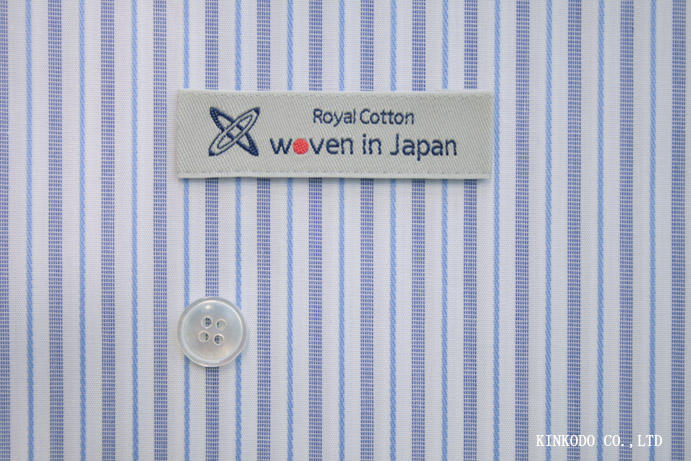 Royal Cotton
woven in Japan
KINKODO CO.,LTD